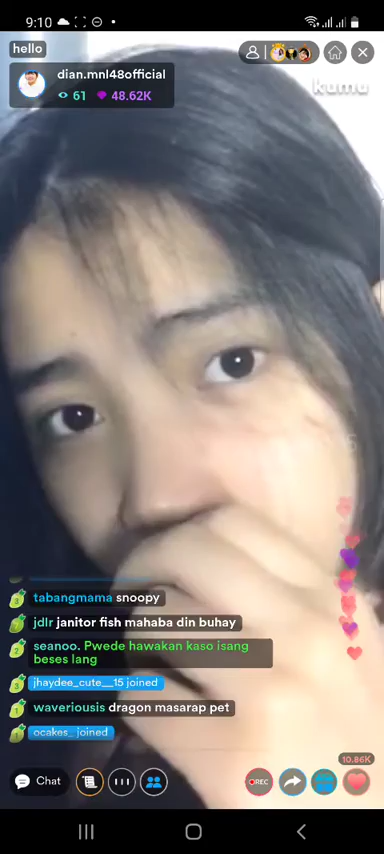 9:10
hello
dian.mnl48official
61 48.62K
kumu
tabangmama snoopy
jdlr janitor fish mahaba din buhay
seanoo. Pwede hawakan kaso isang
beses lang
jhaydee_cute__15 joined
waveriousis dragon masarap pet
ocakes_ joined
10.86K
Chat
REC